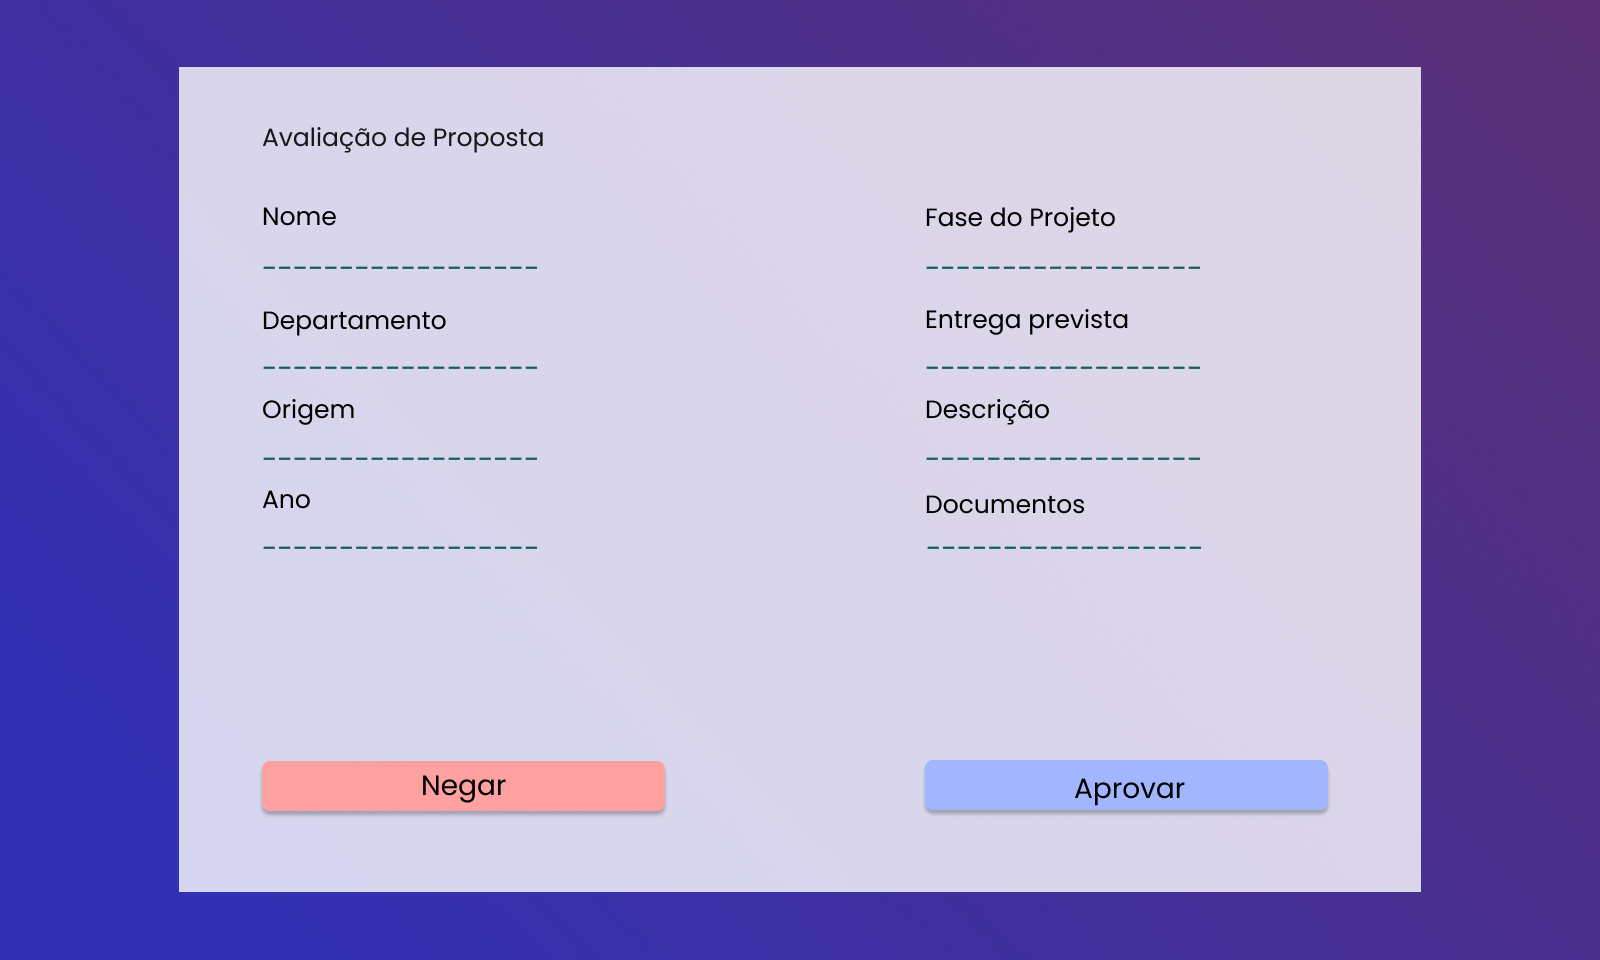 Avaliação de Proposta
Nome
------------------
Departamento
------------------
Origem
------------------
Ano
------------------
Fase do Projeto
------------------
Entrega prevista
------------------
Descrição
------------------
Documentos
------------------
Negar
Aprovar